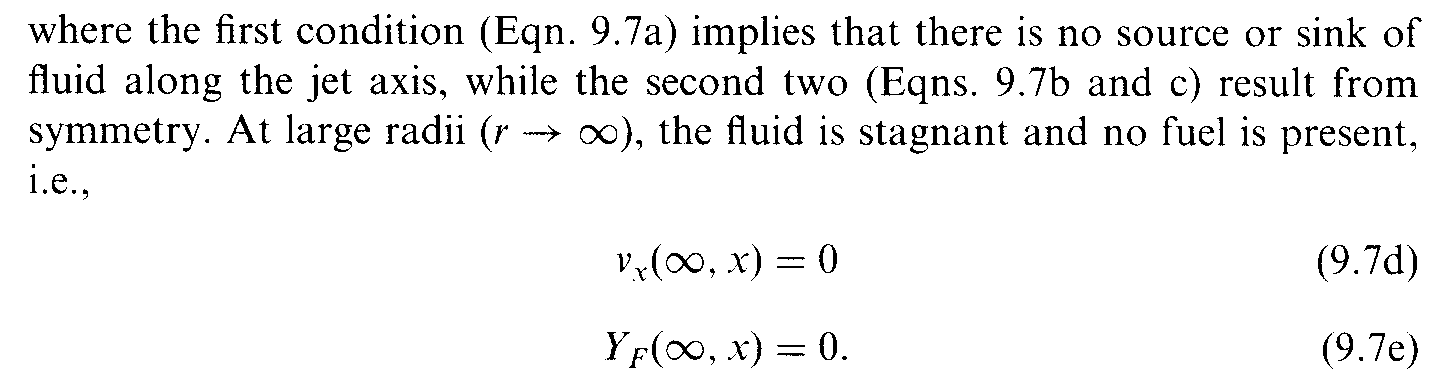 where the first condition (Eqn. 9.7a) implies that there is no source or sink of
fluid along the jet axis, while the second two (Eqns. 9.7b and c) result from
symmetry. At large radii (r → ∞), the fluid is stagnant and no fuel is present,
i.e.,
vₓ(∞, x) = 0 (9.7d)
Y_F(∞, x) = 0. (9.7e)